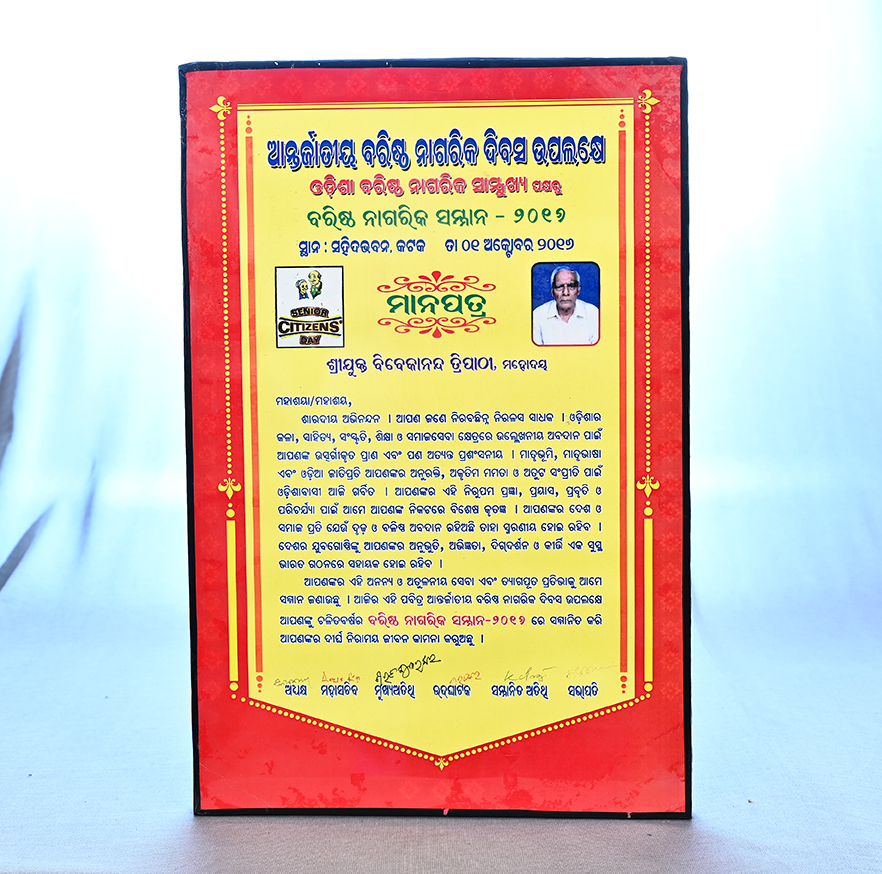 ଆନ୍ତର୍ଜାତୀୟ ବରିଷ୍ଠ ନାଗରିକ ଦିବସ ଉପଲକ୍ଷେ
ଓଡ଼ିଶା ବରିଷ୍ଠ ନାଗରିକ ସାମ୍ମୁଖ୍ୟ ପକ୍ଷରୁ
ବରିଷ୍ଠ ନାଗରିକ ସମ୍ମାନ - ୨୦୧୬
ସ୍ଥାନ : ସହିଦଭବନ, କଟକ ତା ୦୧ ଅକ୍ଟୋବର ୨୦୧୬
SENIOR
CITIZENS'
DAY
ମାନପତ୍ର
ଶ୍ରୀଯୁକ୍ତ ବିବେକାନନ୍ଦ ତ୍ରିପାଠୀ, ମହୋଦୟ
ମହାଶୟା/ମହାଶୟ,
ଶାରଦୀୟ ଅଭିନନ୍ଦନ । ଆପଣ ଜଣେ ନିରବଛିନ୍ନ ନିରଳସ ସାଧକ । ଓଡ଼ିଶାର
କଳା, ସାହିତ୍ୟ, ସଂସ୍କୃତି, ଶିକ୍ଷା ଓ ସମାଜସେବା କ୍ଷେତ୍ରରେ ଉଲ୍ଲେଖନୀୟ ଅବଦାନ ପାଇଁ
ଆପଣଙ୍କ ଉତ୍ସର୍ଗୀକୃତ ପ୍ରାଣ ଏବଂ ପଣ ଅତ୍ୟନ୍ତ ପ୍ରଶଂସନୀୟ । ମାତୃଭୂମି, ମାତୃଭାଷା
ଏବଂ ଓଡ଼ିଆ ଜାତିପ୍ରତି ଆପଣଙ୍କର ଅନୁରକ୍ତି, ଅକୃତିମ ମମତା ଓ ଅତୁଟ ସଂପ୍ରୀତି ପାଇଁ
ଓଡ଼ିଶାବାସୀ ଆଜି ଗର୍ବିତ । ଆପଣଙ୍କର ଏହି ନିରୁପମ ପ୍ରଜ୍ଞା, ପ୍ରୟାସ, ପ୍ରବୃତି ଓ
ପରିଚର୍ଯ୍ୟା ପାଇଁ ଆମେ ଆପଣଙ୍କ ନିକଟରେ ବିଶେଷ କୃତଜ୍ଞ । ଆପଣଙ୍କର ଦେଶ ଓ
ସମାଜ ପ୍ରତି ଯେଉଁ ଦୃଢ଼ ଓ ବଳିଷ୍ଠ ଅବଦାନ ରହିଅଛି ତାହା ସ୍ମରଣୀୟ ହୋଇ ରହିବ ।
ଦେଶର ଯୁବଗୋଷ୍ଠିଙ୍କୁ ଆପଣଙ୍କର ଅନୁଭୂତି, ଅଭିଜ୍ଞତା, ଦିଗ୍‌ଦର୍ଶନ ଓ କୀର୍ତ୍ତି ଏକ ସୁସ୍ଥ
ଭାରତ ଗଠନରେ ସହାୟକ ହୋଇ ରହିବ ।
ଆପଣଙ୍କର ଏହି ଅନନ୍ୟ ଓ ଅତୁଳନୀୟ ସେବା ଏବଂ ତ୍ୟାଗପୂତ ପ୍ରତିଭାକୁ ଆମେ
ସମ୍ମାନ ଜଣାଉଛୁ । ଆଜିର ଏହି ପବିତ୍ର ଆନ୍ତର୍ଜାତୀୟ ବରିଷ୍ଠ ନାଗରିକ ଦିବସ ଉପଲକ୍ଷେ
ଆପଣଙ୍କୁ ଚଳିତବର୍ଷର ବରିଷ୍ଠ ନାଗରିକ ସମ୍ମାନ-୨୦୧୬ ରେ ସମ୍ମାନିତ କରି
ଆପଣଙ୍କର ଦୀର୍ଘ ନିରାମୟ ଜୀବନ କାମନା କରୁଅଛୁ ।
ଅଧ୍ୟକ୍ଷ ମହାସଚିବ ମୁଖ୍ୟଅତିଥି ଉଦ୍‌ଘାଟକ ସମ୍ମାନିତ ଅତିଥି ସଭାପତି